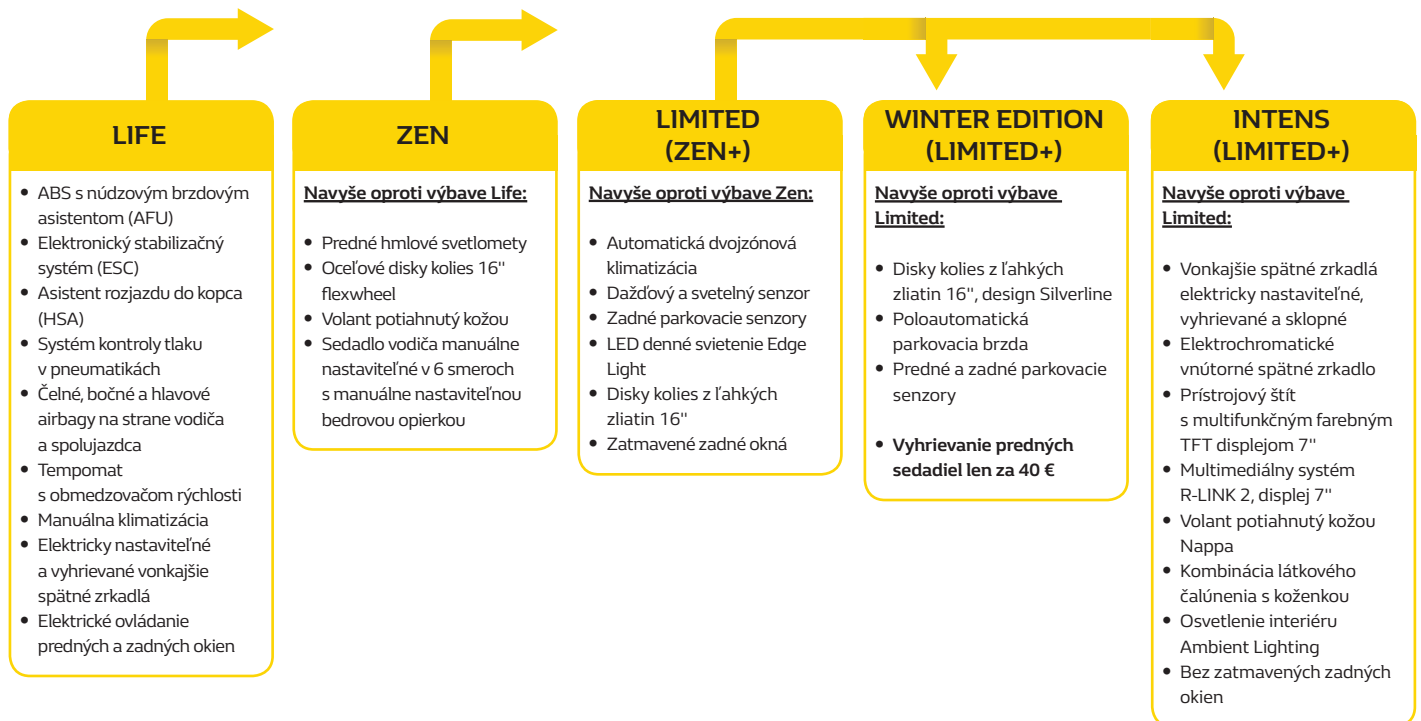 LIFE
• ABS s núdzovým brzdovým
asistentom (AFU)
• Elektronický stabilizačný
systém (ESC)
• Asistent rozjazdu do kopca
(HSA)
• Systém kontroly tlaku
v pneumatikách
• Čelné, bočné a hlavové
airbagy na strane vodiča
a spolujazdca
• Tempomat
s obmedzovačom rýchlosti
• Manuálna klimatizácia
• Elektricky nastaviteľné
a vyhrievané vonkajšie
spätné zrkadlá
• Elektrické ovládanie
predných a zadných okien
ZEN
Navyše oproti výbave Life:
• Predné hmlové svetlomety
• Oceľové disky kolies 16"
flexwheel
• Volant potiahnutý kožou
• Sedadlo vodiča manuálne
nastaviteľné v 6 smeroch
s manuálne nastaviteľnou
bedrovou opierkou
LIMITED
(ZEN+)
Navyše oproti výbave Zen:
• Automatická dvojzónová
klimatizácia
• Dažďový a svetelný senzor
• Zadné parkovacie senzory
• LED denné svietenie Edge
Light
• Disky kolies z ľahkých
zliatin 16"
• Zatmavené zadné okná
WINTER EDITION
(LIMITED+)
Navyše oproti výbave
Limited:
• Disky kolies z ľahkých
zliatin 16", design Silverline
• Poloautomatická
parkovacia brzda
• Predné a zadné parkovacie
senzory
• Vyhrievanie predných
sedadiel len za 40 €
INTENS
(LIMITED+)
Navyše oproti výbave
Limited:
• Vonkajšie spätné zrkadlá
elektricky nastaviteľné,
vyhrievané a sklopné
• Elektrochromatické
vnútorné spätné zrkadlo
• Prístrojový štít
s multifunkčným farebným
TFT displejom 7"
• Multimediálny systém
R-LINK 2, displej 7"
• Volant potiahnutý kožou
Nappa
• Kombinácia látkového
čalúnenia s koženkou
• Osvetlenie interiéru
Ambient Lighting
• Bez zatmavených zadných
okien